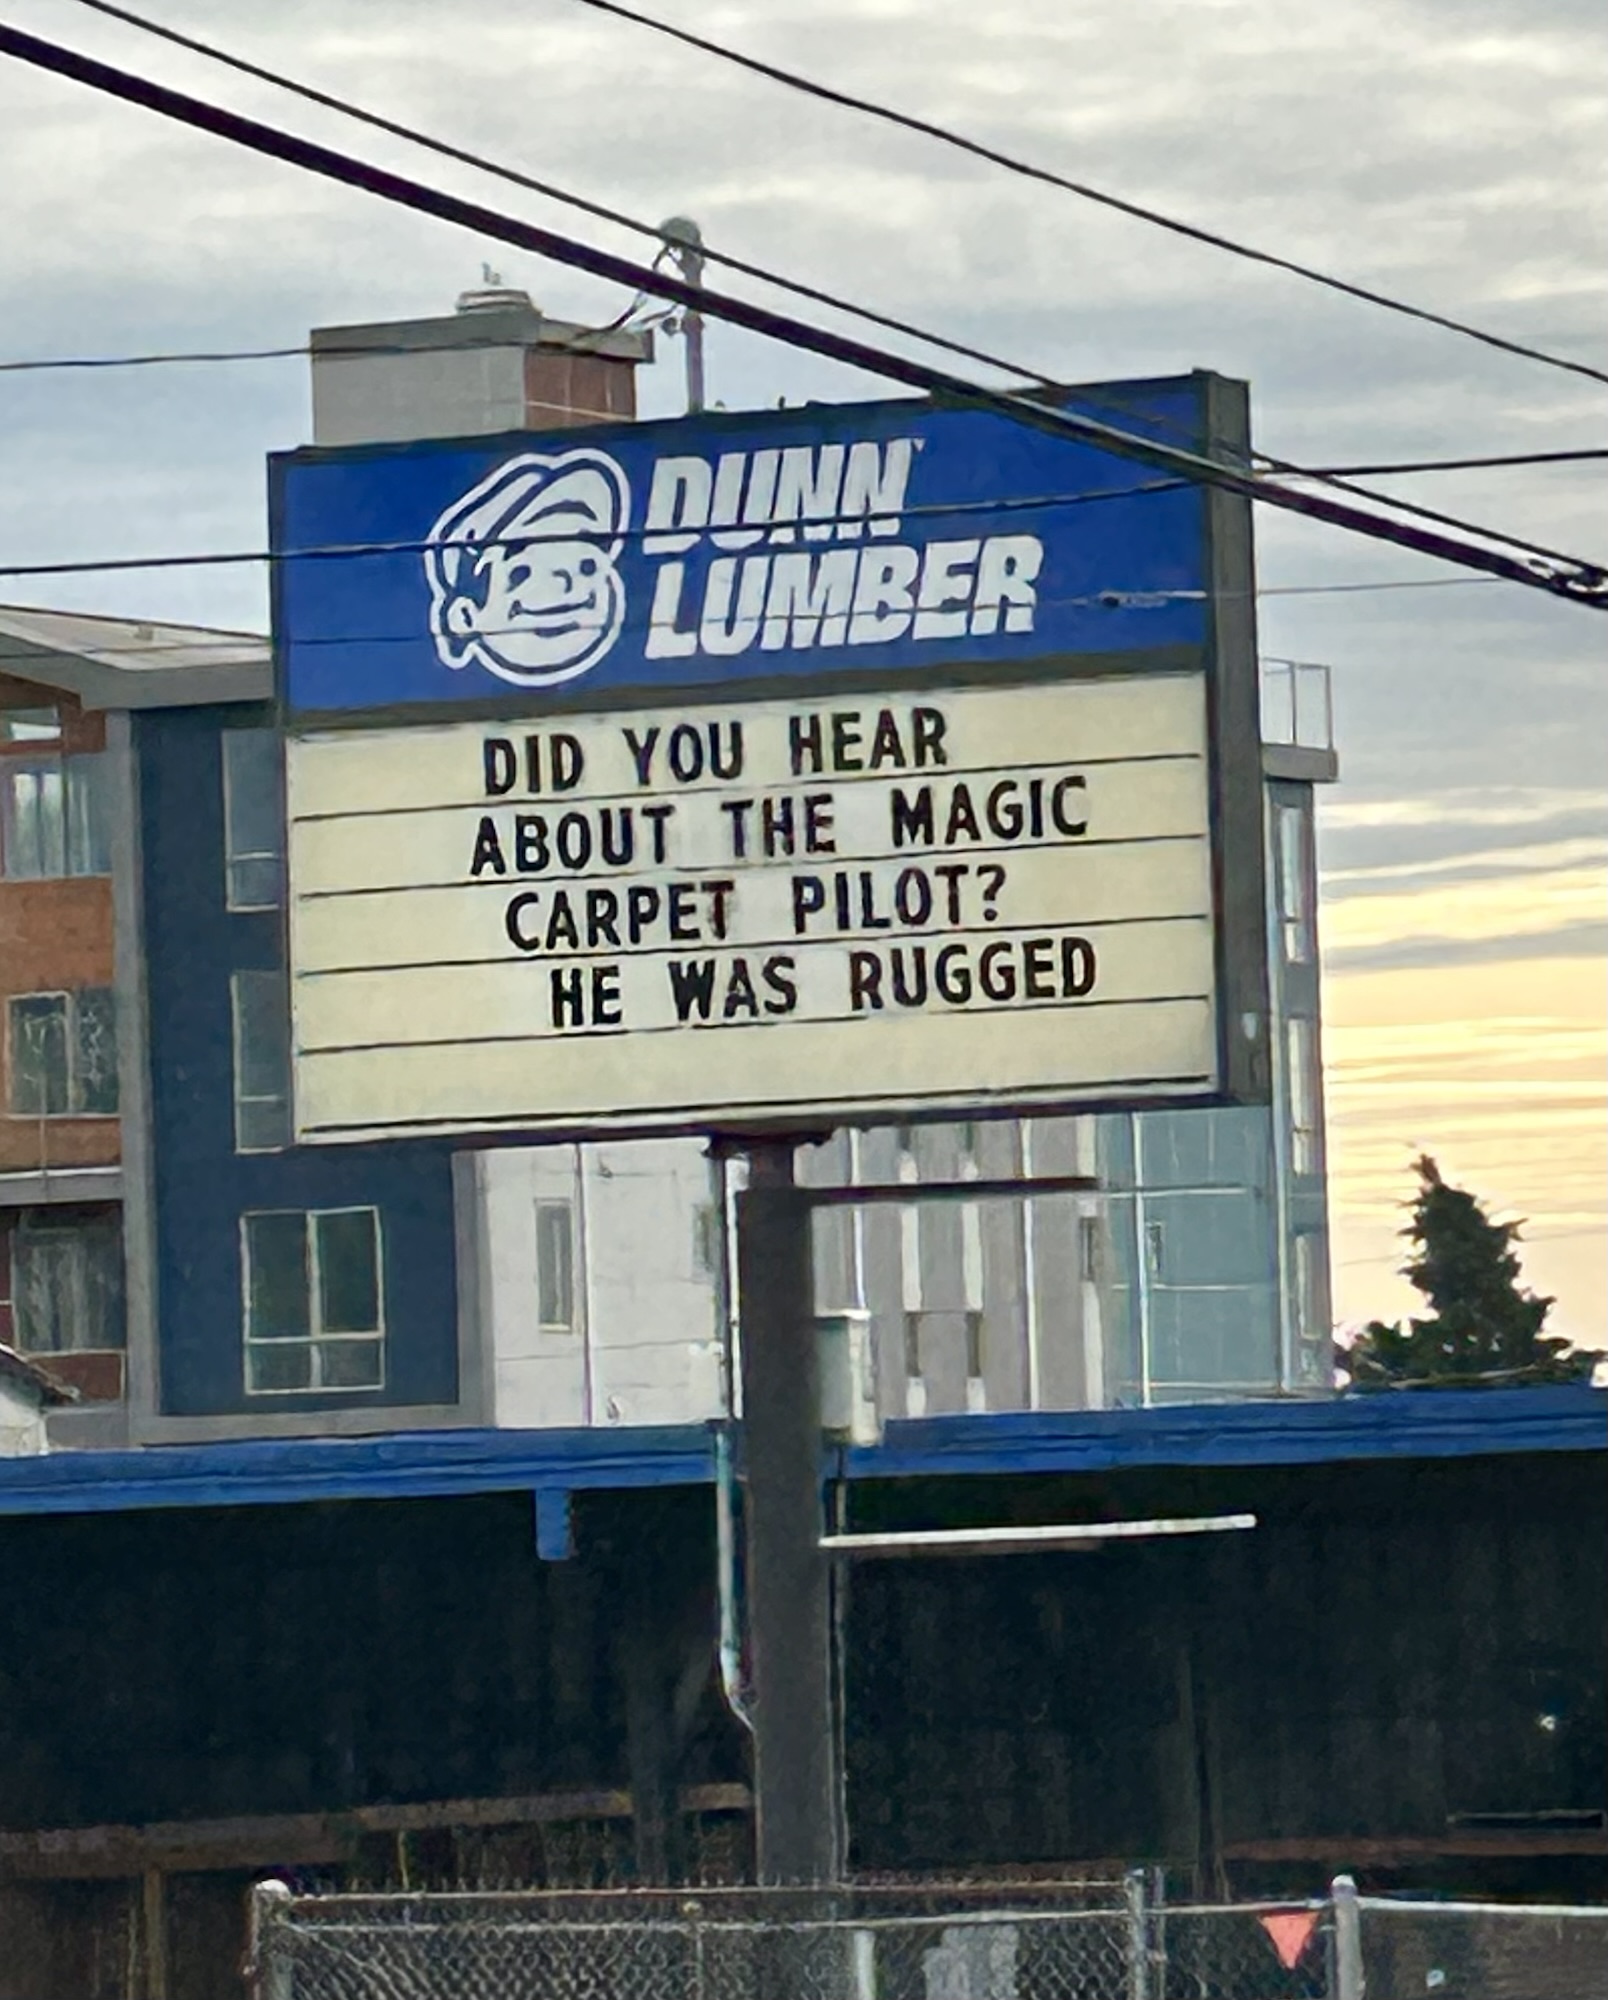 DUNN
LUMBER
DID YOU HEAR
ABOUT THE MAGIC
CARPET PILOT?
HE WAS RUGGED